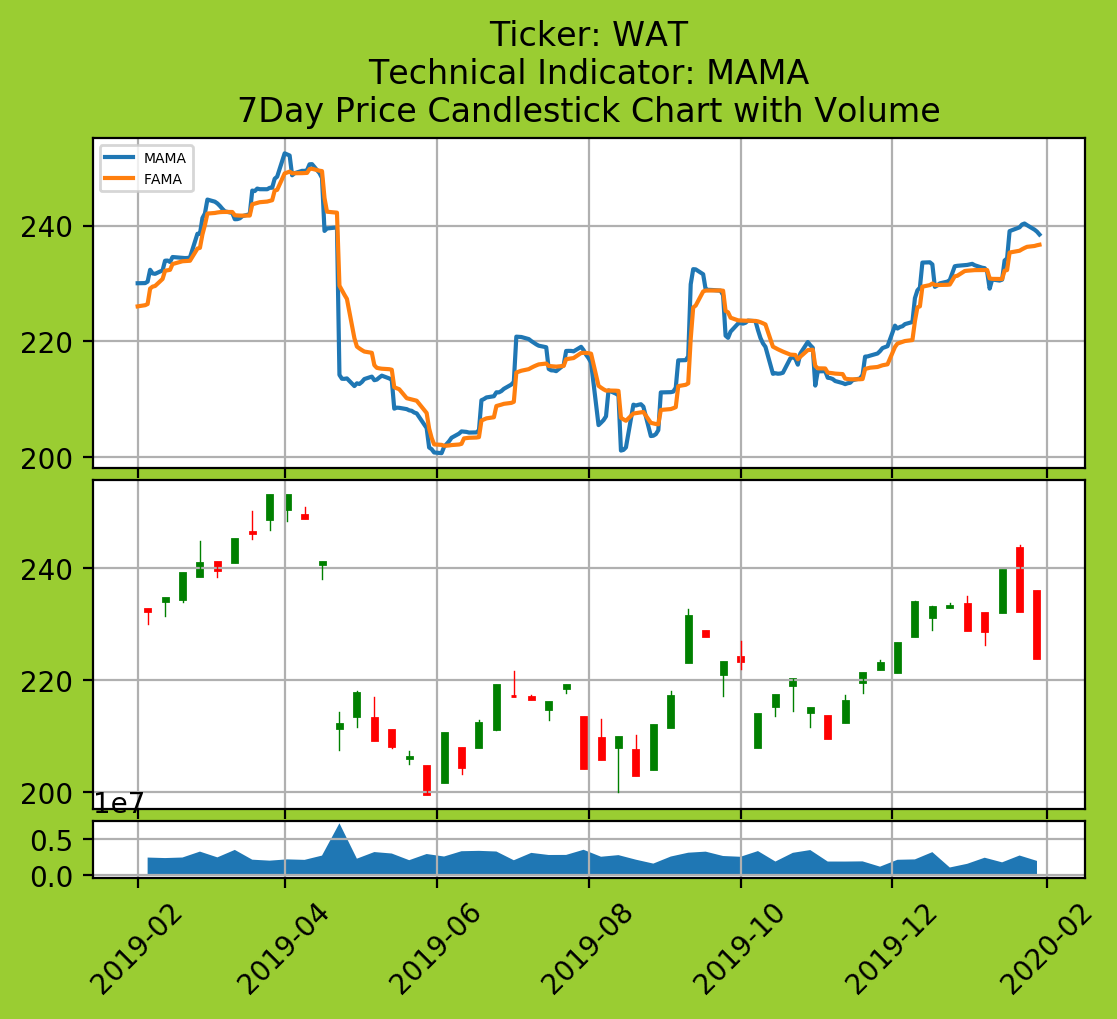 Ticker: WAT
Technical Indicator: MAMA
7Day Price Candlestick Chart with Volume
MAMA
FAMA
240
220
200
240
220
200
1e7
0.5
0.0
2019-02 2019-04 2019-06 2019-08 2019-10 2019-12 2020-02